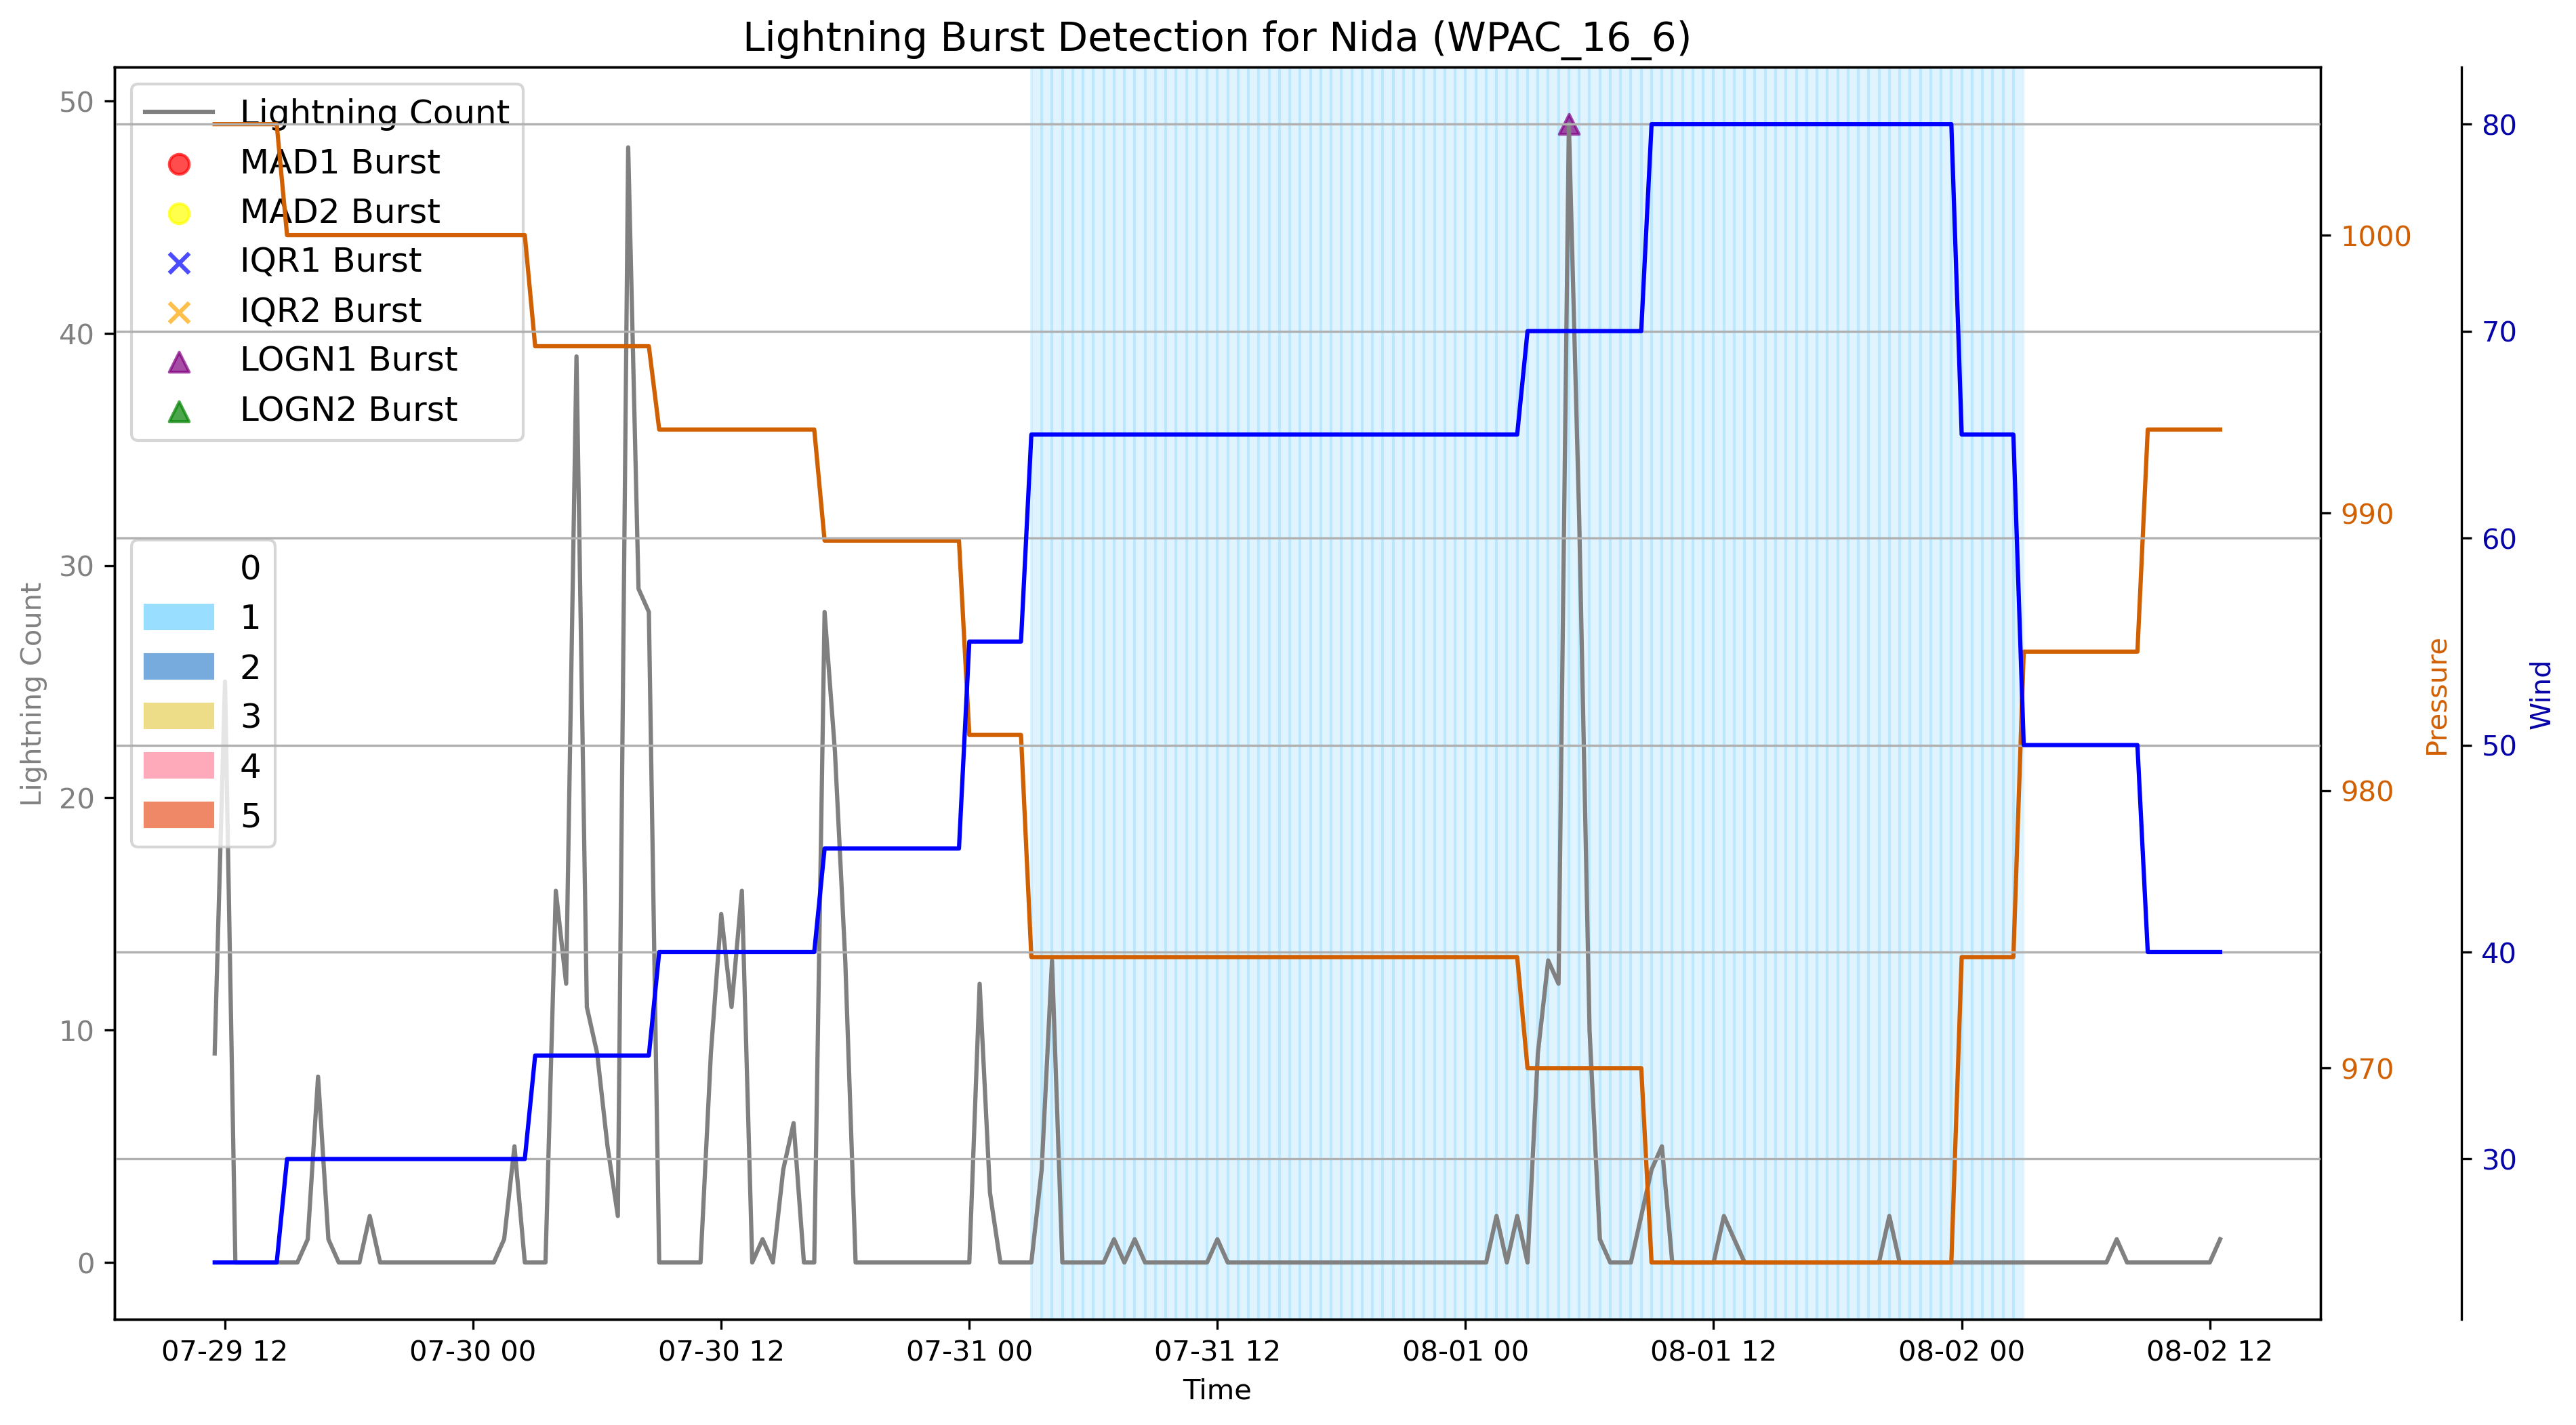 Lightning Burst Detection for Nida (WPAC_16_6)
Lightning Count
MAD1 Burst
MAD2 Burst
IQR1 Burst
IQR2 Burst
LOGN1 Burst
LOGN2 Burst
0
1
2
3
4
5
50
40
30
20
10
0
Lightning Count
1000
990
980
970
Pressure
80
70
60
50
40
30
Wind
07-29 12
07-30 00
07-30 12
07-31 00
07-31 12
08-01 00
08-01 12
08-02 00
08-02 12
Time